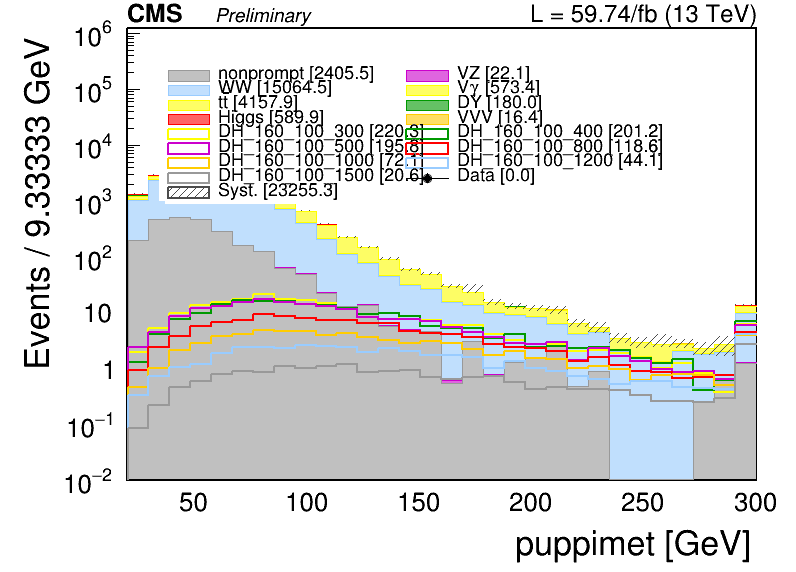 CMS Preliminary L = 59.74/fb (13 TeV)
Events / 9.33333 GeV
10^6
10^5
10^4
10^3
10^2
10
1
10^−1
10^−2
nonprompt [2405.5] VZ [22.1]
WW [15064.5] Vγ [573.4]
tt [4157.9] DY [180.0]
Higgs [589.9] VVV [16.4]
DH_160_100_300 [220.3] DH_160_100_400 [201.2]
DH_160_100_500 [195.8] DH_160_100_800 [118.6]
DH_160_100_1000 [72.1] DH_160_100_1200 [44.1]
DH_160_100_1500 [20.6] Data [0.0]
Syst. [23255.3]
50 100 150 200 250 300
puppimet [GeV]